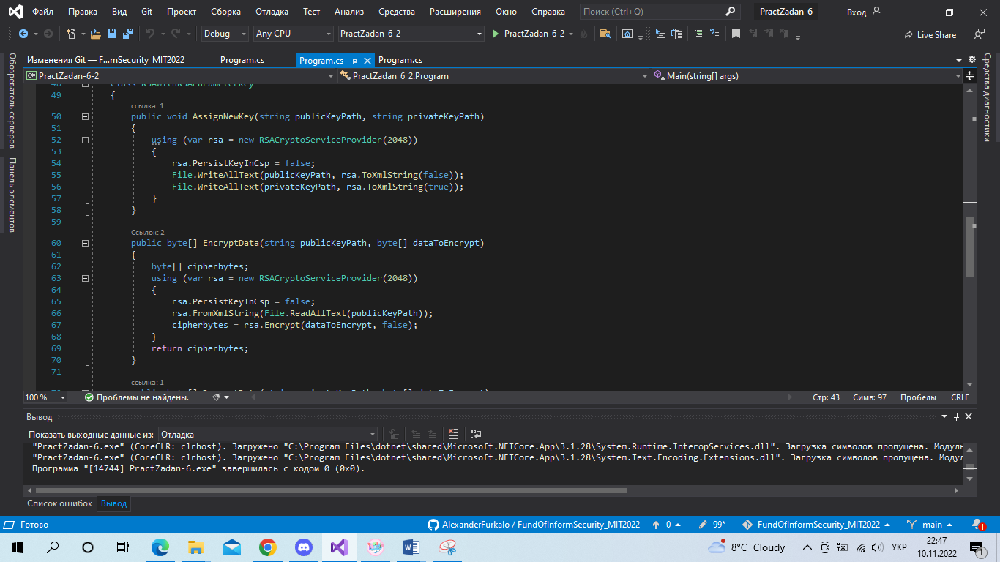 Файл Правка Вид Git Проект Сборка Отладка Тест Анализ Средства Расширения Окно Справка Поиск (Ctrl+Q) PractZadan-6 Вход
Debug Any CPU PractZadan-6-2 PractZadan-6-2 Live Share
Изменения Git — F...mSecurity_MIT2022 Program.cs Program.cs Program.cs
PractZadan-6-2 PractZadan_6_2.Program Main(string[] args)
Обозреватель серверов
Панель элементов
Средства диагностики
48 class RSAWithRSAParameterKey
49 {
ссылка: 1
50 public void AssignNewKey(string publicKeyPath, string privateKeyPath)
51 {
52 using (var rsa = new RSACryptoServiceProvider(2048))
53 {
54 rsa.PersistKeyInCsp = false;
55 File.WriteAllText(publicKeyPath, rsa.ToXmlString(false));
56 File.WriteAllText(privateKeyPath, rsa.ToXmlString(true));
57 }
58 }
59
Ссылок: 2
60 public byte[] EncryptData(string publicKeyPath, byte[] dataToEncrypt)
61 {
62 byte[] cipherbytes;
63 using (var rsa = new RSACryptoServiceProvider(2048))
64 {
65 rsa.PersistKeyInCsp = false;
66 rsa.FromXmlString(File.ReadAllText(publicKeyPath));
67 cipherbytes = rsa.Encrypt(dataToEncrypt, false);
68 }
69 return cipherbytes;
70 }
71
ссылка: 1
100 % Проблемы не найдены. Стр: 43 Симв: 97 Пробелы CRLF
Вывод
Показать выходные данные из: Отладка
"PractZadan-6.exe" (CoreCLR: clrhost). Загружено "C:\Program Files\dotnet\shared\Microsoft.NETCore.App\3.1.28\System.Runtime.InteropServices.dll". Загрузка символов пропущена. Модуль
"PractZadan-6.exe" (CoreCLR: clrhost). Загружено "C:\Program Files\dotnet\shared\Microsoft.NETCore.App\3.1.28\System.Text.Encoding.Extensions.dll". Загрузка символов пропущена. Модул
Программа "[14744] PractZadan-6.exe" завершилась с кодом 0 (0x0).
Список ошибок Вывод
Готово AlexanderFurkalo / FundOfInformSecurity_MIT2022 0 99* FundOfInformSecurity_MIT2022 main 1
8°C Cloudy УКР 22:47
10.11.2022 1